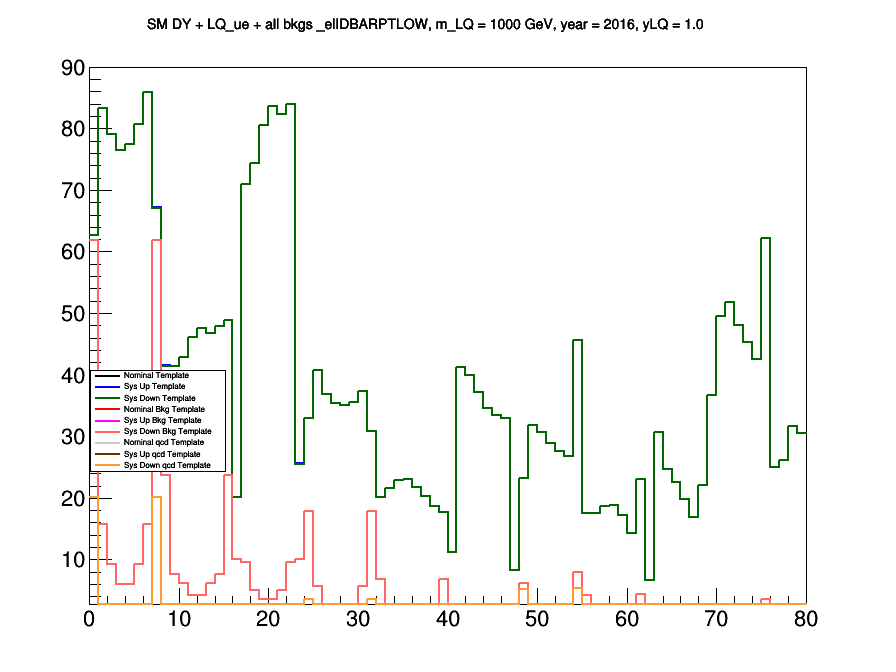 SM DY + LQ_ue + all bkgs _ellDBARPTLOW, m_LQ = 1000 GeV, year = 2016, yLQ = 1.0
90
80
70
60
50
40
30
20
10
Nominal Template
Sys Up Template
Sys Down Template
Nominal Bkg Template
Sys Up Bkg Template
Sys Down Bkg Template
Nominal qcd Template
Sys Up qcd Template
Sys Down qcd Template
0 10 20 30 40 50 60 70 80